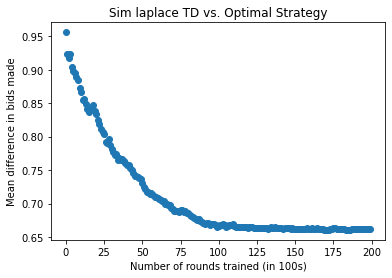 Sim laplace TD vs. Optimal Strategy
Mean difference in bids made
0.95
0.90
0.85
0.80
0.75
0.70
0.65
0 25 50 75 100 125 150 175 200
Number of rounds trained (in 100s)